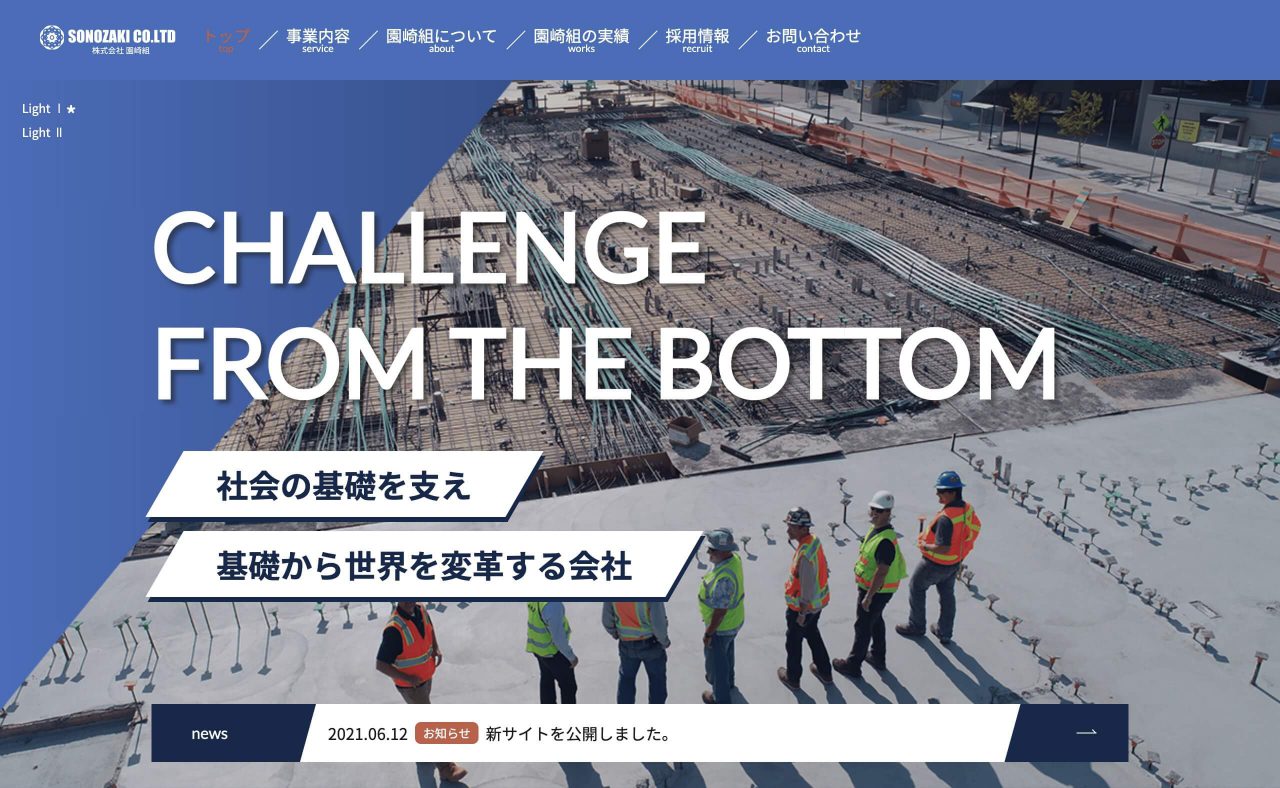 SONOZAKI CO.LTD
株式会社 園崎組
トップ
top
事業内容
service
園崎組について
about
園崎組の実績
works
採用情報
recruit
お問い合わせ
contact
Light Ⅰ ★
Light Ⅱ
CHALLENGE
FROM THE BOTTOM
社会の基礎を支え
基礎から世界を変革する会社
news 2021.06.12 お知らせ 新サイトを公開しました。
STOP